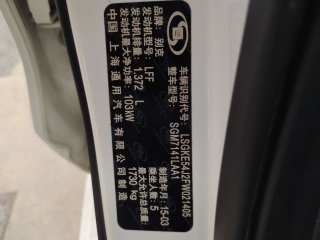 品牌：别克
车辆识别代号：LSGKE54J2FW021405
发动机型号：LFF
整车型号：SGM7141LAA1
发动机排量：1.372 L
制造年月：15-03
发动机最大净功率：103kW
乘坐人数：5
最大允许总质量：1730 kg
中国 上海通用汽车有限公司 制造